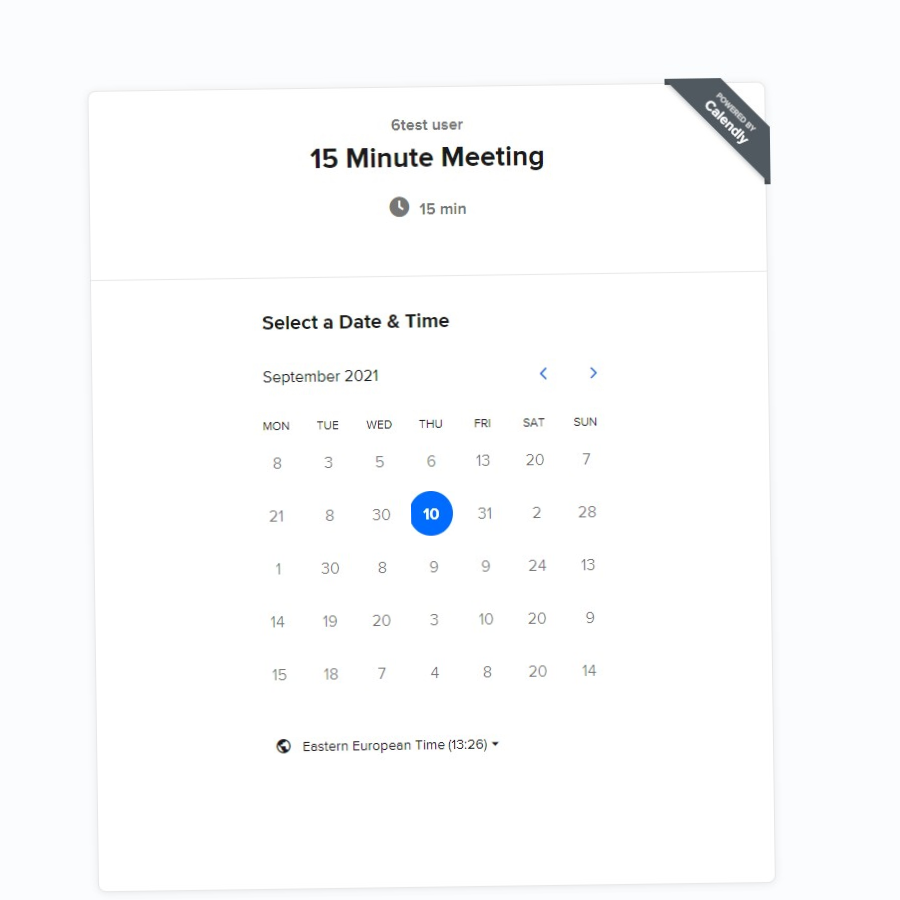 POWERED BY
Calendly
6test user
15 Minute Meeting
15 min
Select a Date & Time
September 2021
MON TUE WED THU FRI SAT SUN
8 3 5 6 13 20 7
21 8 30 10 31 2 28
1 30 8 9 9 24 13
14 19 20 3 10 20 9
15 18 7 4 8 20 14
Eastern European Time (13:26)